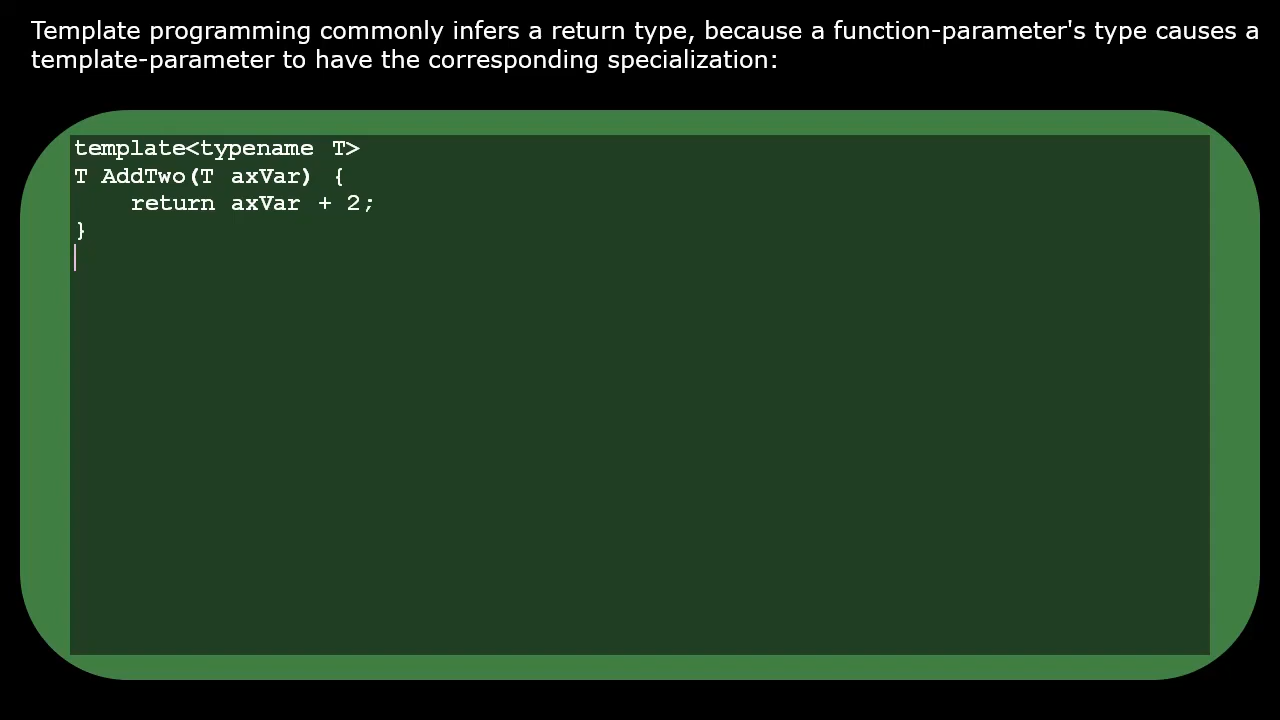 Template programming commonly infers a return type, because a function-parameter's type causes a
template-parameter to have the corresponding specialization:
template<typename T>
T AddTwo(T axVar) {
    return axVar + 2;
}